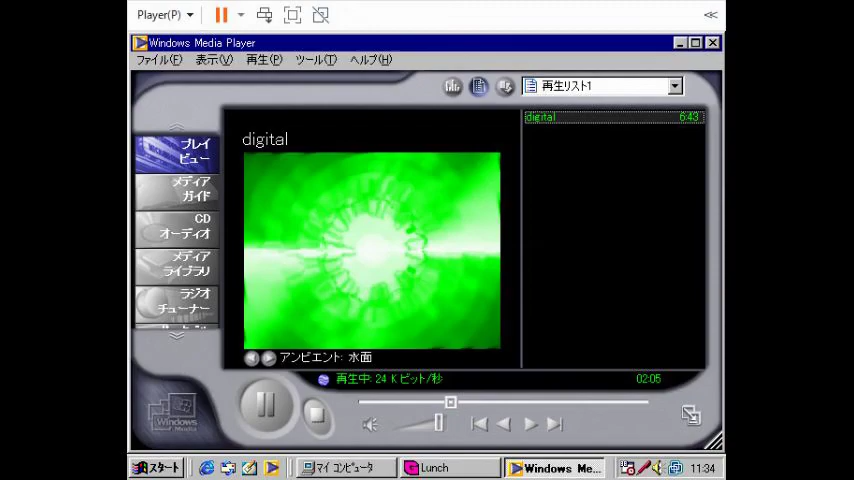 Player(P)
Windows Media Player
ファイル(F) 表示(V) 再生(P) ツール(T) ヘルプ(H)
再生リスト1
digital 6:43
digital
プレイ
ビュー
メディア
ガイド
CD
オーディオ
メディア
ライブラリ
ラジオ
チューナー
アンビエント: 水面
再生中: 24 K ビット/秒 02:05
Windows
Media
スタート マイ コンピュータ Lunch Windows Me... 11:34